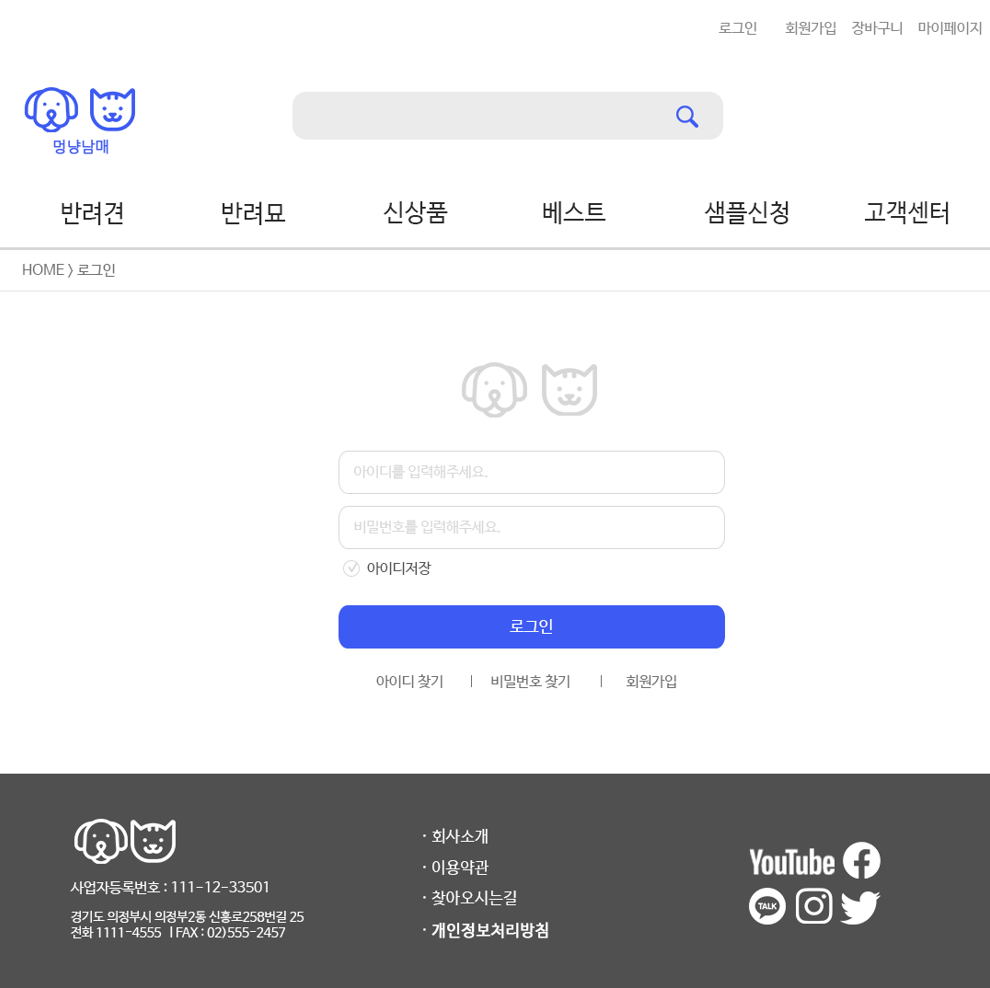 로그인 회원가입 장바구니 마이페이지
멍냥남매
반려견 반려묘 신상품 베스트 샘플신청 고객센터
HOME > 로그인
아이디를 입력해주세요.
비밀번호를 입력해주세요.
아이디저장
로그인
아이디 찾기 | 비밀번호 찾기 | 회원가입
사업자등록번호 : 111-12-33501
경기도 의정부시 의정부2동 신흥로258번길 25
전화 1111-4555 | FAX : 02)555-2457
· 회사소개
· 이용약관
· 찾아오시는길
· 개인정보처리방침
YouTube
TALK